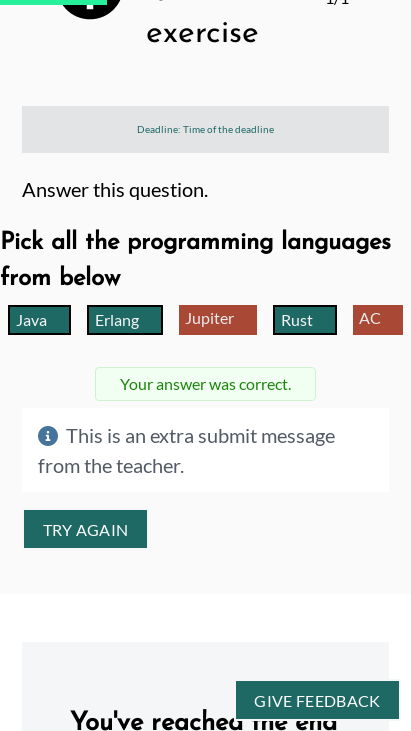 1/1
exercise
Deadline: Time of the deadline
Answer this question.
Pick all the programming languages
from below
Java Erlang Jupiter Rust AC
Your answer was correct.
This is an extra submit message
from the teacher.
TRY AGAIN
GIVE FEEDBACK
You've reached the end